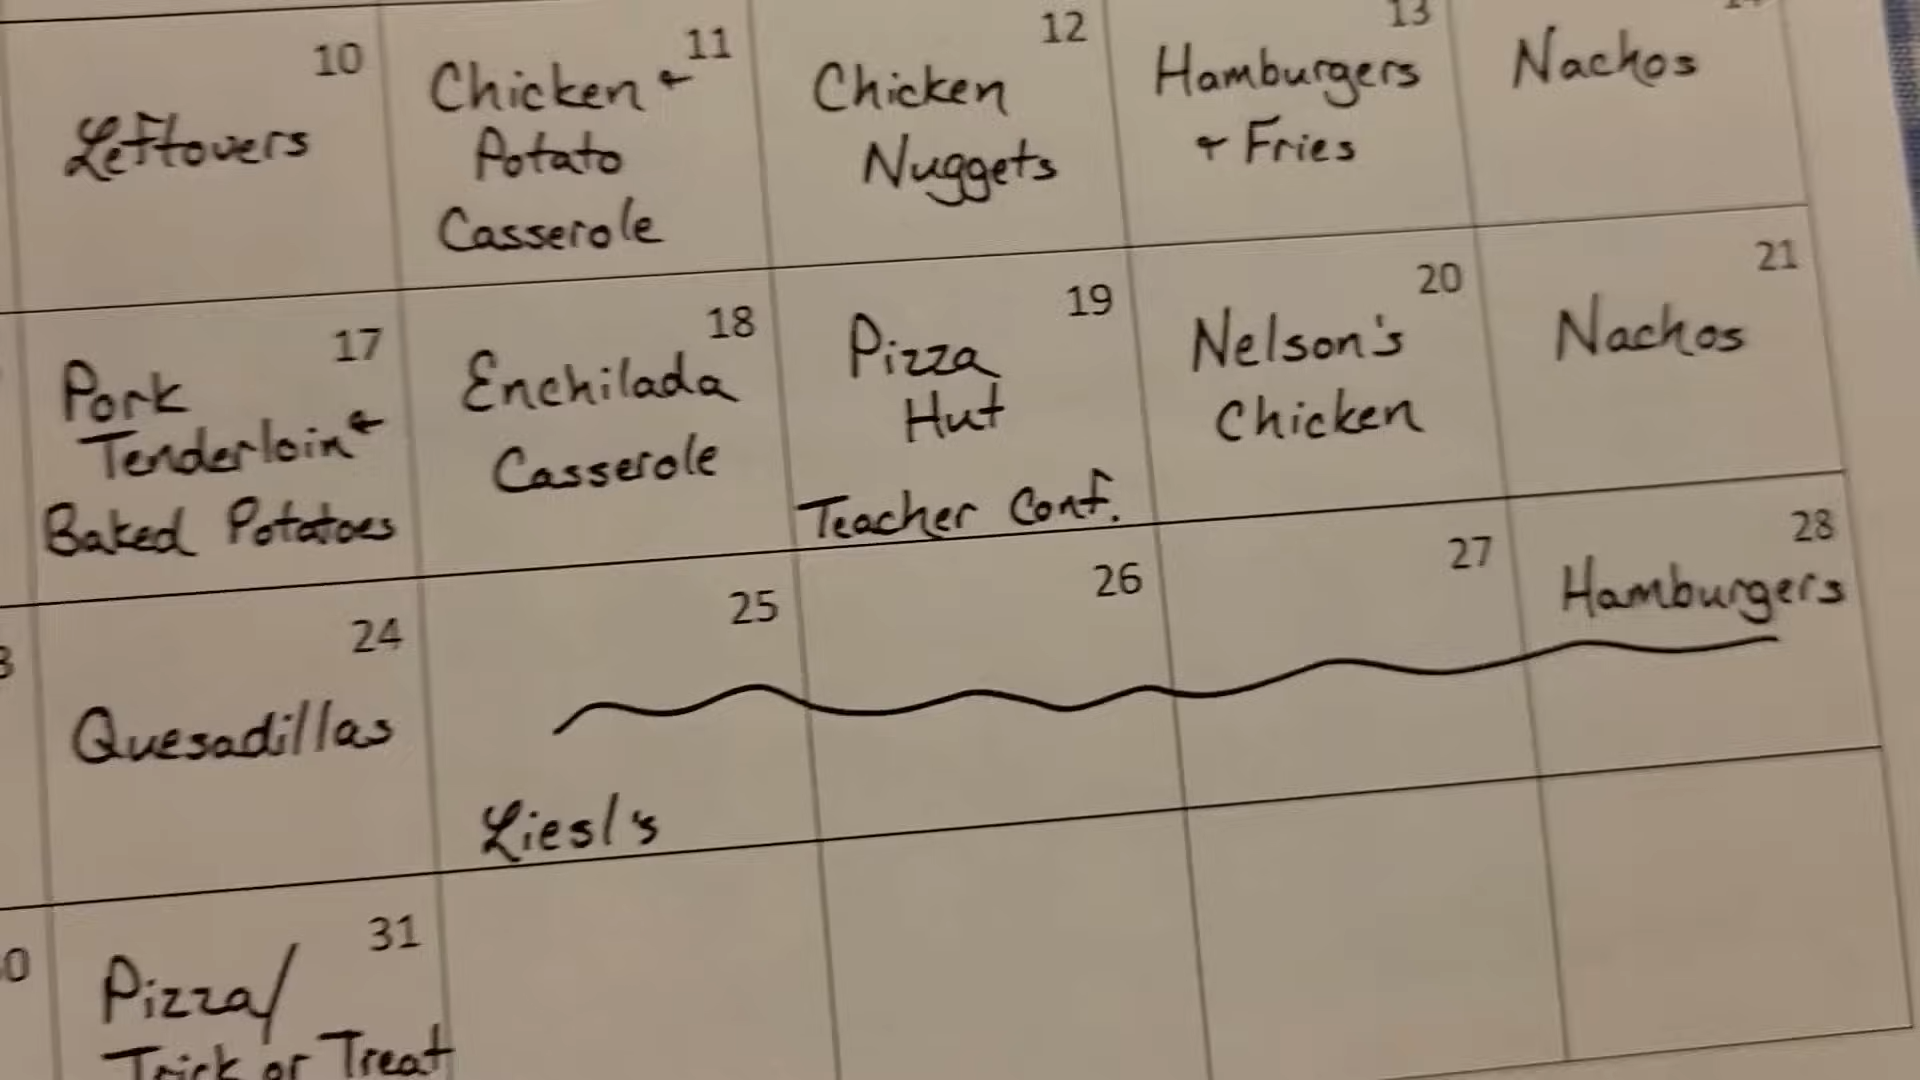 10
Leftovers
11
Chicken &
Potato
Casserole
12
Chicken
Nuggets
13
Hamburgers
& Fries
Nachos
17
Pork
Tenderloin &
Baked Potatoes
18
Enchilada
Casserole
19
Pizza
Hut
Teacher Conf.
20
Nelson's
Chicken
21
Nachos
24
Quesadillas
25
Liesl's
26
27
28
Hamburgers
31
Pizza/
Trick or Treat